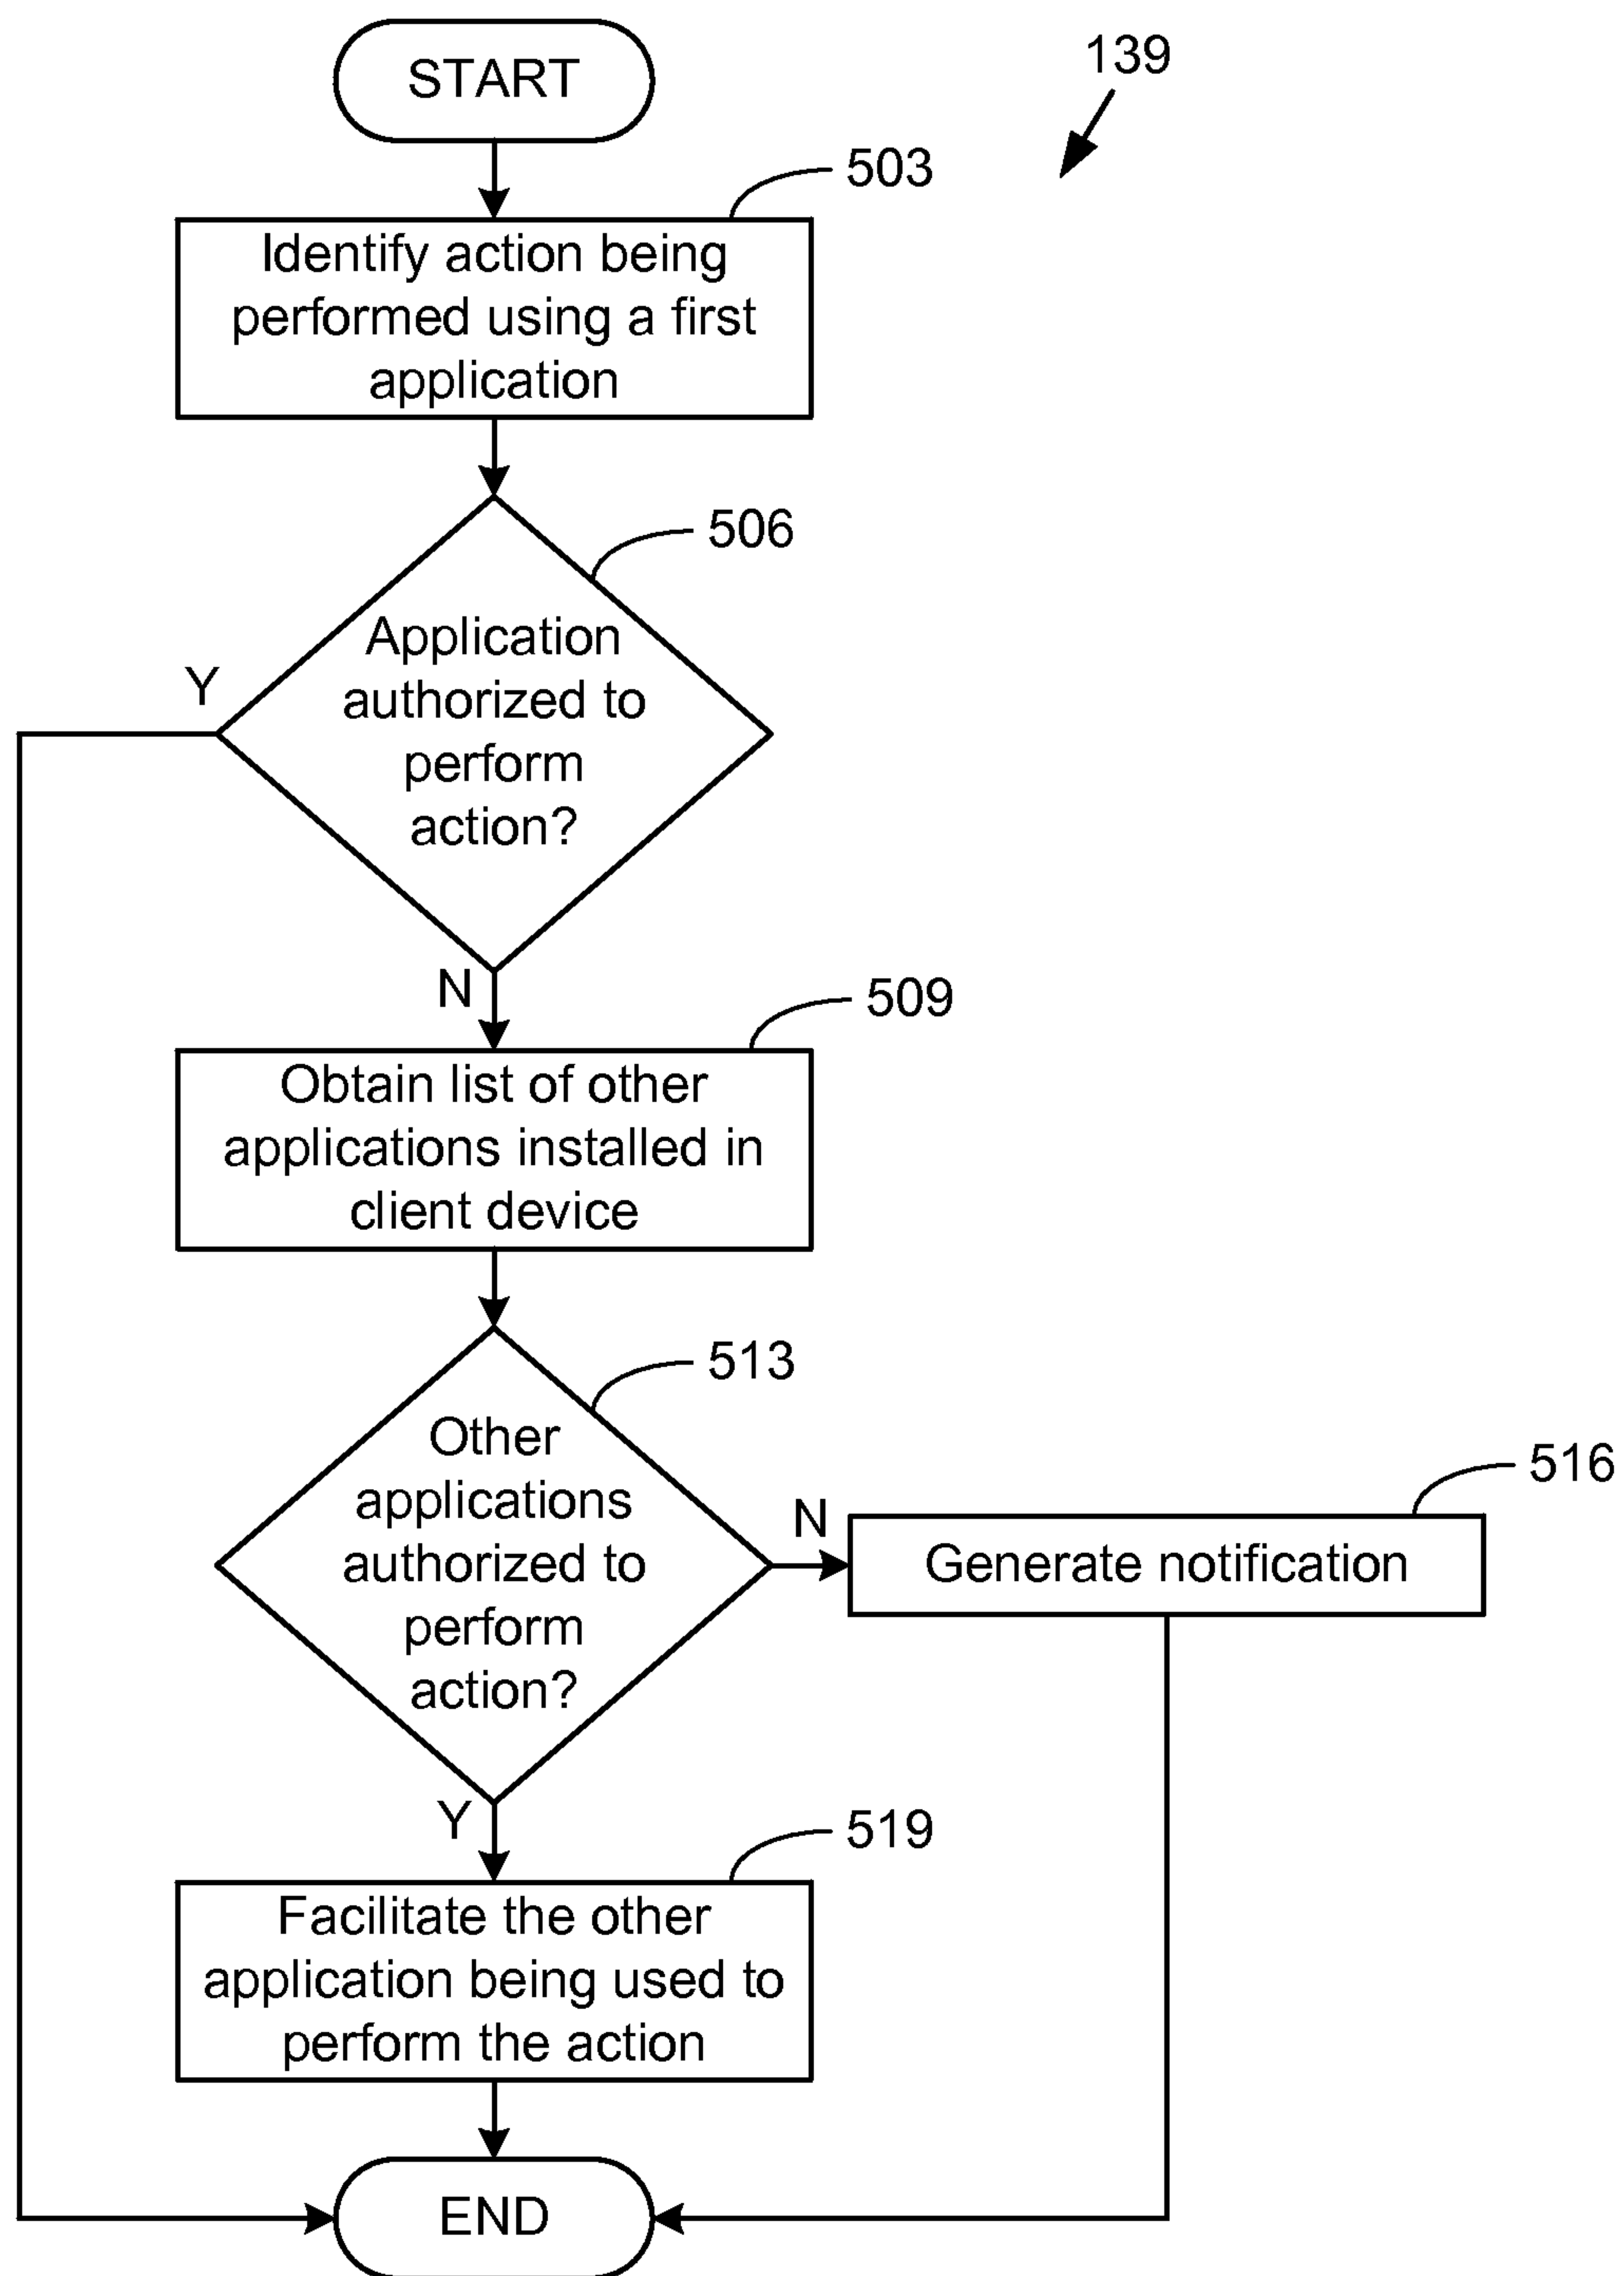 START
139
503
Identify action being
performed using a first
application
506
Application
authorized to
perform
action?
Y
N
509
Obtain list of other
applications installed in
client device
513
Other
applications
authorized to
perform
action?
N
516
Generate notification
Y
519
Facilitate the other
application being used to
perform the action
END